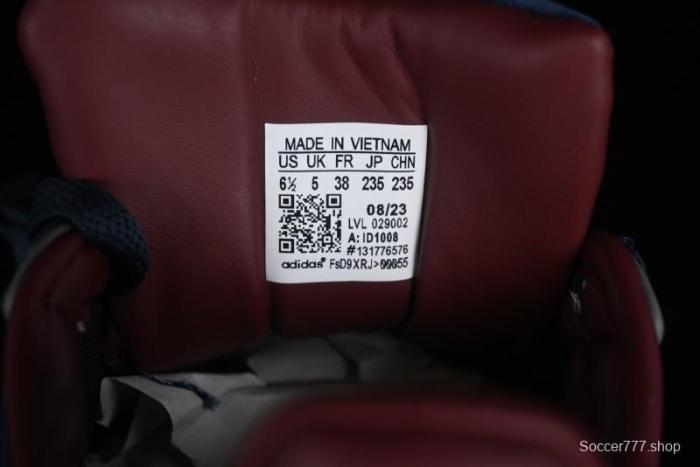 MADE IN VIETNAM
US UK FR JP CHN
6½ 5 38 235 235
08/23
LVL 029002
A: ID1008
#131776576
adidas® FsD9XRJ>00055
Soccer777.shop